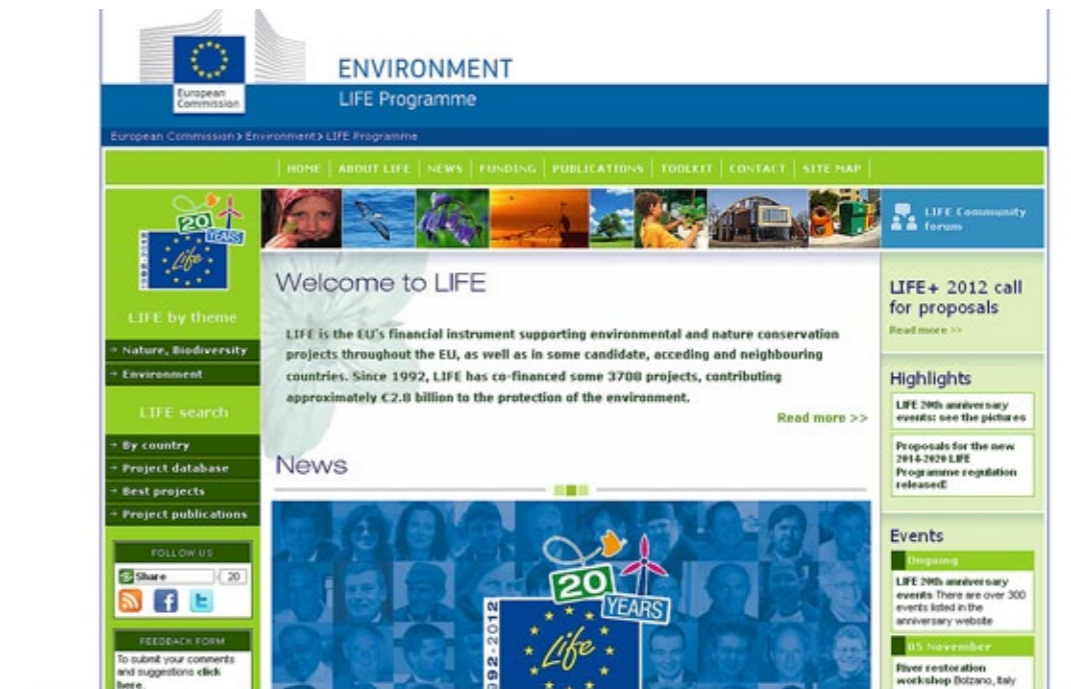 European
Commission
ENVIRONMENT
LIFE Programme
European Commission > Environment > LIFE Programme
HOME | ABOUT LIFE | NEWS | FUNDING | PUBLICATIONS | TOOLKIT | CONTACT | SITE MAP
20
YEARS
Life
1992-2012
LIFE by theme
Nature, Biodiversity
Environment
LIFE search
By country
Project database
Best projects
Project publications
FOLLOW US
Share 20
FEEDBACK FORM
To submit your comments
and suggestions click
here.
Welcome to LIFE
LIFE is the EU's financial instrument supporting environmental and nature conservation
projects throughout the EU, as well as in some candidate, acceding and neighbouring
countries. Since 1992, LIFE has co-financed some 3708 projects, contributing
approximately €2.8 billion to the protection of the environment.
Read more >>
News
20
YEARS
Life
992-2012
LIFE Community
forum
LIFE+ 2012 call
for proposals
Read more >>
Highlights
LIFE 20th anniversary
events: see the pictures
Proposals for the new
2014-2020 LIFE
Programme regulation
released!
Events
Ongoing
LIFE 20th anniversary
events There are over 300
events listed in the
anniversary website
05 November
River restoration
workshop Bolzano, Italy